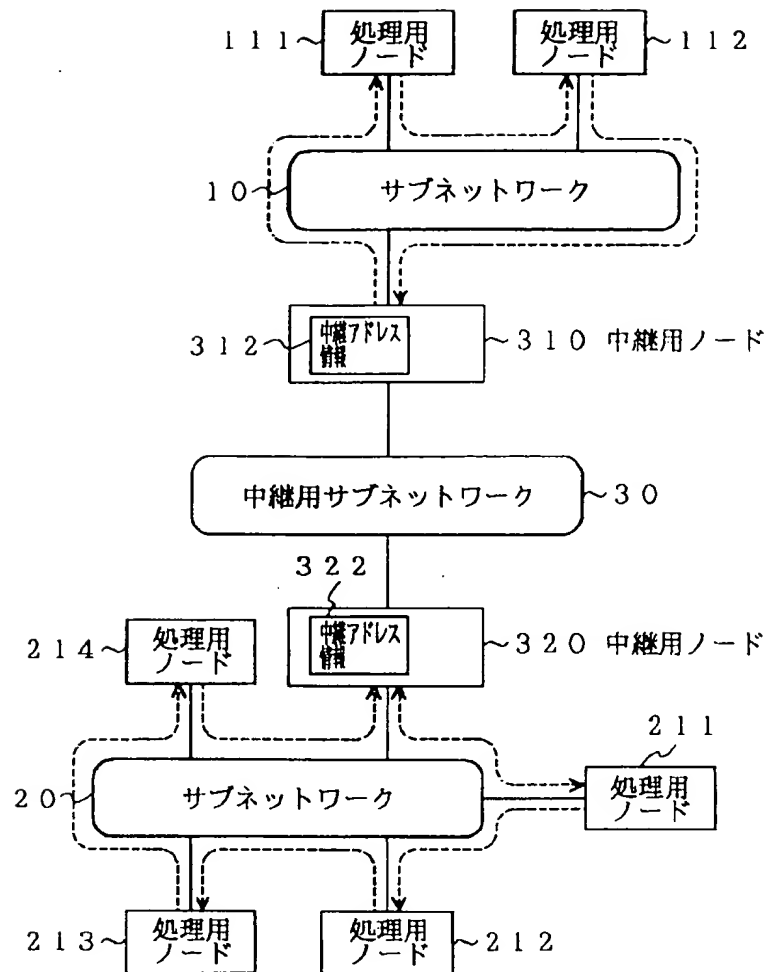 111
処理用
ノード
処理用
ノード
112
10
サブネットワーク
312
中継アドレス
情報
310 中継用ノード
中継用サブネットワーク
30
322
中継アドレス
情報
320 中継用ノード
214
処理用
ノード
211
処理用
ノード
20
サブネットワーク
213
処理用
ノード
処理用
ノード
212